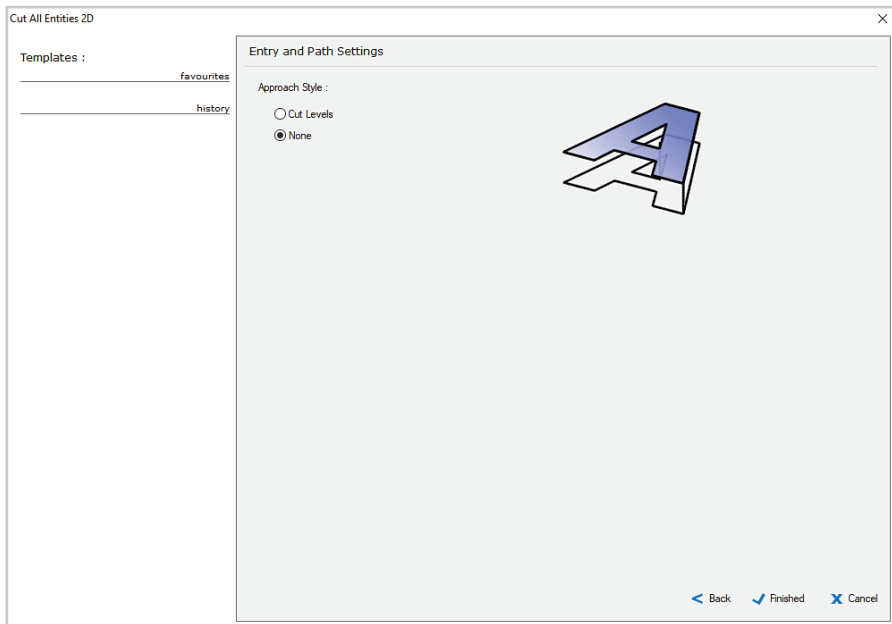 Cut All Entities 2D
Templates :
favourites
history
Entry and Path Settings
Approach Style :
Cut Levels
None
Back Finished Cancel